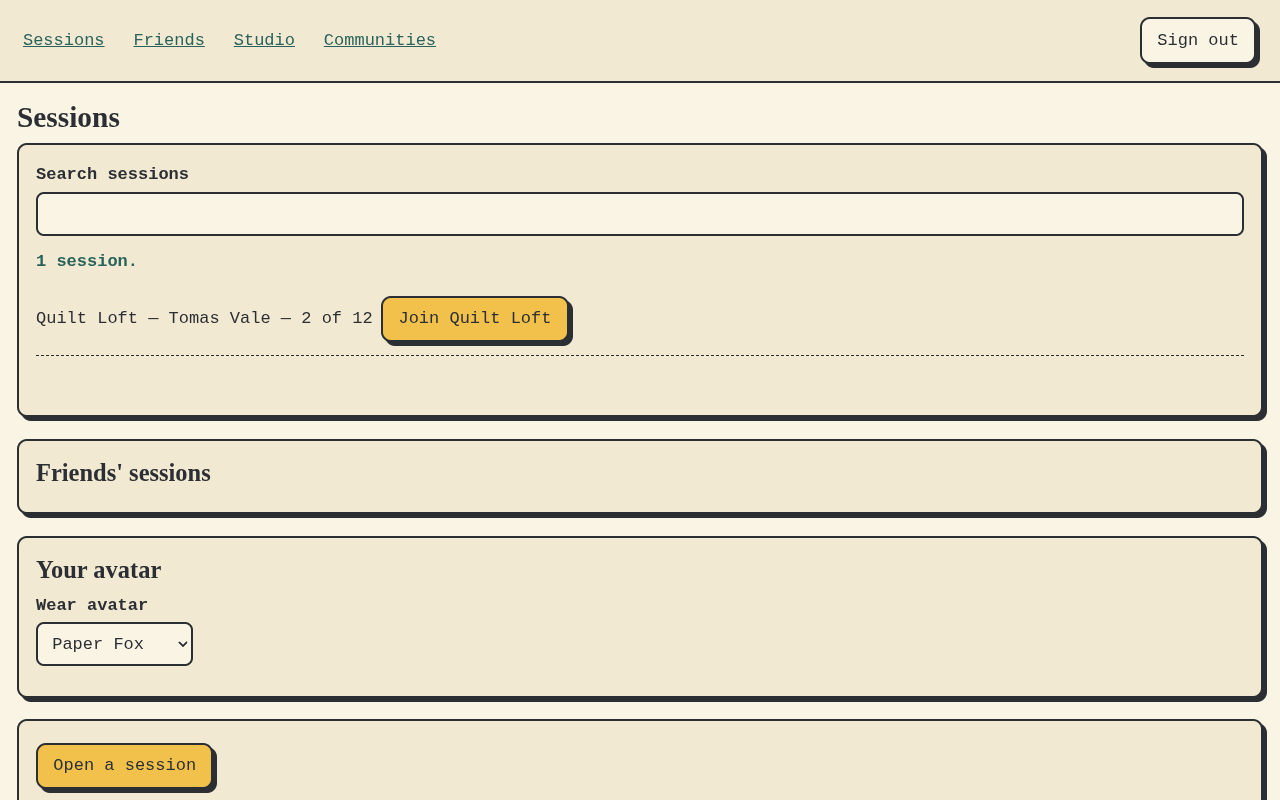 Sessions Friends Studio Communities Sign out
Sessions
Search sessions
1 session.
Quilt Loft — Tomas Vale — 2 of 12 Join Quilt Loft
Friends' sessions
Your avatar
Wear avatar
Paper Fox
Open a session